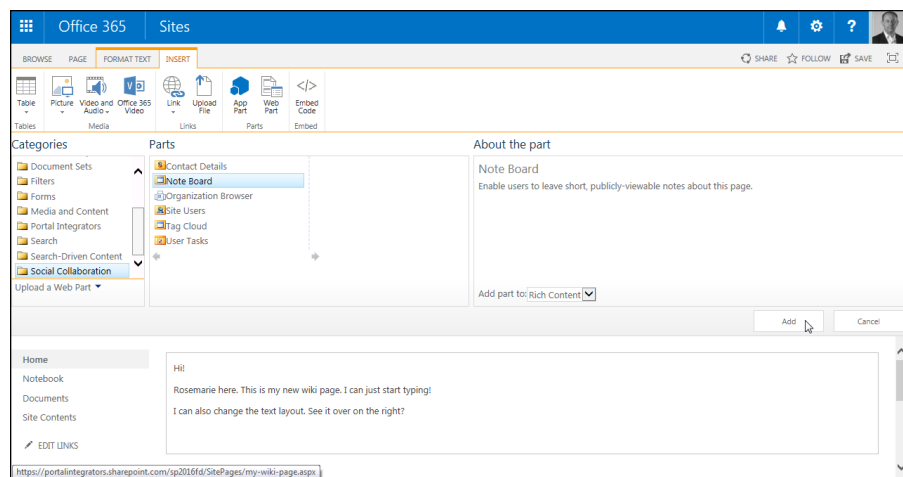 Office 365 Sites ?
BROWSE PAGE FORMAT TEXT INSERT SHARE FOLLOW SAVE
Table Picture Video and Audio Office 365 Video Link Upload File App Part Web Part Embed Code
Tables Media Links Parts Embed
Categories Parts About the part
Document Sets
Filters
Forms
Media and Content
Portal Integrators
Search
Search-Driven Content
Social Collaboration
Upload a Web Part
Contact Details
Note Board
Organization Browser
Site Users
Tag Cloud
User Tasks
Note Board
Enable users to leave short, publicly-viewable notes about this page.
Add part to: Rich Content
Add Cancel
Home
Notebook
Documents
Site Contents
EDIT LINKS
Hi!
Rosemarie here. This is my new wiki page. I can just start typing!
I can also change the text layout. See it over on the right?
https://portalintegrators.sharepoint.com/sp2016fd/SitePages/my-wiki-page.aspx